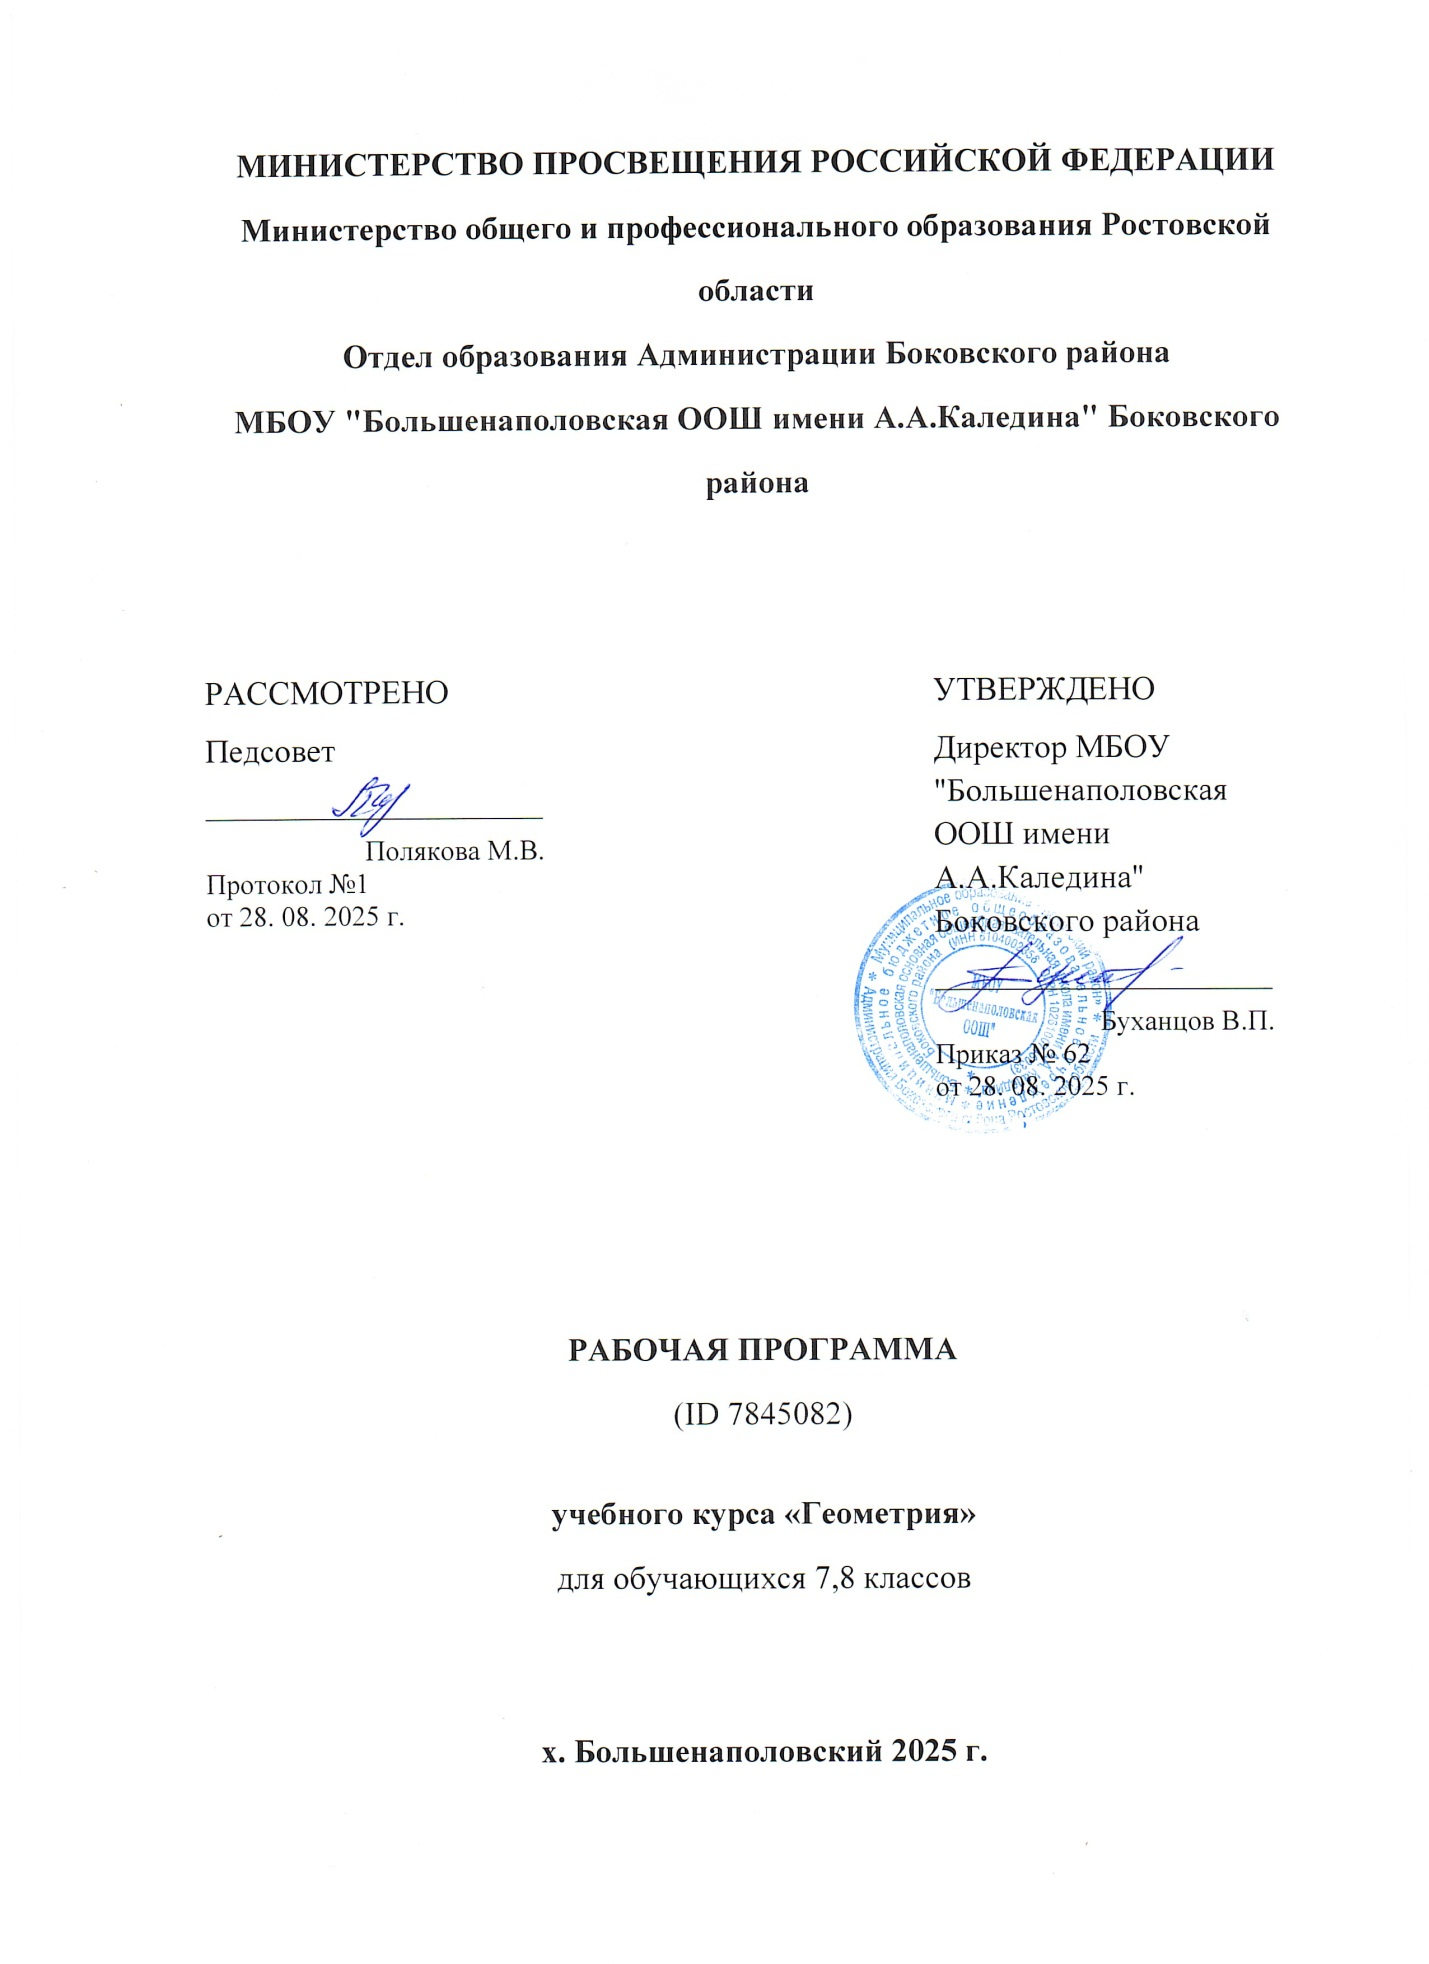 МИНИСТЕРСТВО ПРОСВЕЩЕНИЯ РОССИЙСКОЙ ФЕДЕРАЦИИ
Министерство общего и профессионального образования Ростовской
области
Отдел образования Администрации Боковского района
МБОУ "Большенаполовская ООШ имени А.А.Каледина" Боковского
района
РАССМОТРЕНО
Педсовет
Полякова М.В.
Протокол №1
от 28. 08. 2025 г.
УТВЕРЖДЕНО
Директор МБОУ
"Большенаполовская
ООШ имени
А.А.Каледина"
Боковского района
МБОУ
"Большенаполовская
ООШ"
Буханцов В.П.
Приказ № 62
от 28. 08. 2025 г.
РАБОЧАЯ ПРОГРАММА
(ID 7845082)
учебного курса «Геометрия»
для обучающихся 7,8 классов
х. Большенаполовский 2025 г.